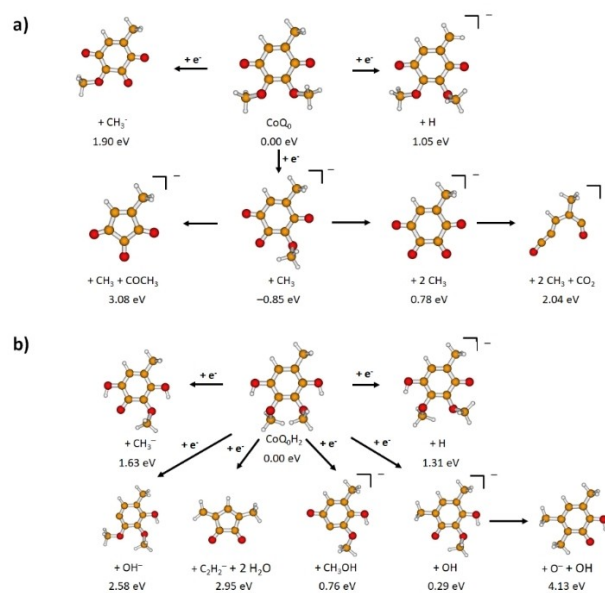 a)
+ e-
+ e-
+ CH3-
1.90 eV
CoQ0
0.00 eV
+ H
1.05 eV
+ e-
+ CH3 + COCH3
3.08 eV
+ CH3
–0.85 eV
+ 2 CH3
0.78 eV
+ 2 CH3 + CO2
2.04 eV
b)
+ e-
+ e-
+ CH3–
1.63 eV
CoQ0H2
0.00 eV
+ H
1.31 eV
+ e-
+ e-
+ e-
+ e-
+ OH–
2.58 eV
+ C2H2– + 2 H2O
2.95 eV
+ CH3OH
0.76 eV
+ OH
0.29 eV
+ O– + OH
4.13 eV